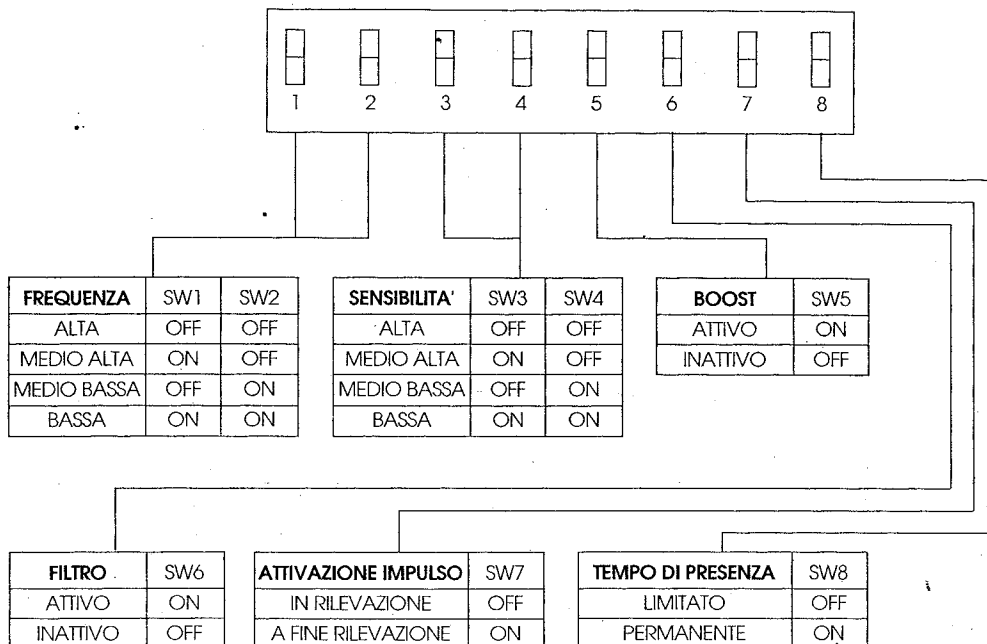 1 2 3 4 5 6 7 8
FREQUENZA SW1 SW2
ALTA OFF OFF
MEDIO ALTA ON OFF
MEDIO BASSA OFF ON
BASSA ON ON
SENSIBILITA' SW3 SW4
ALTA OFF OFF
MEDIO ALTA ON OFF
MEDIO BASSA OFF ON
BASSA ON ON
BOOST SW5
ATTIVO ON
INATTIVO OFF
FILTRO SW6
ATTIVO ON
INATTIVO OFF
ATTIVAZIONE IMPULSO SW7
IN RILEVAZIONE OFF
A FINE RILEVAZIONE ON
TEMPO DI PRESENZA SW8
LIMITATO OFF
PERMANENTE ON